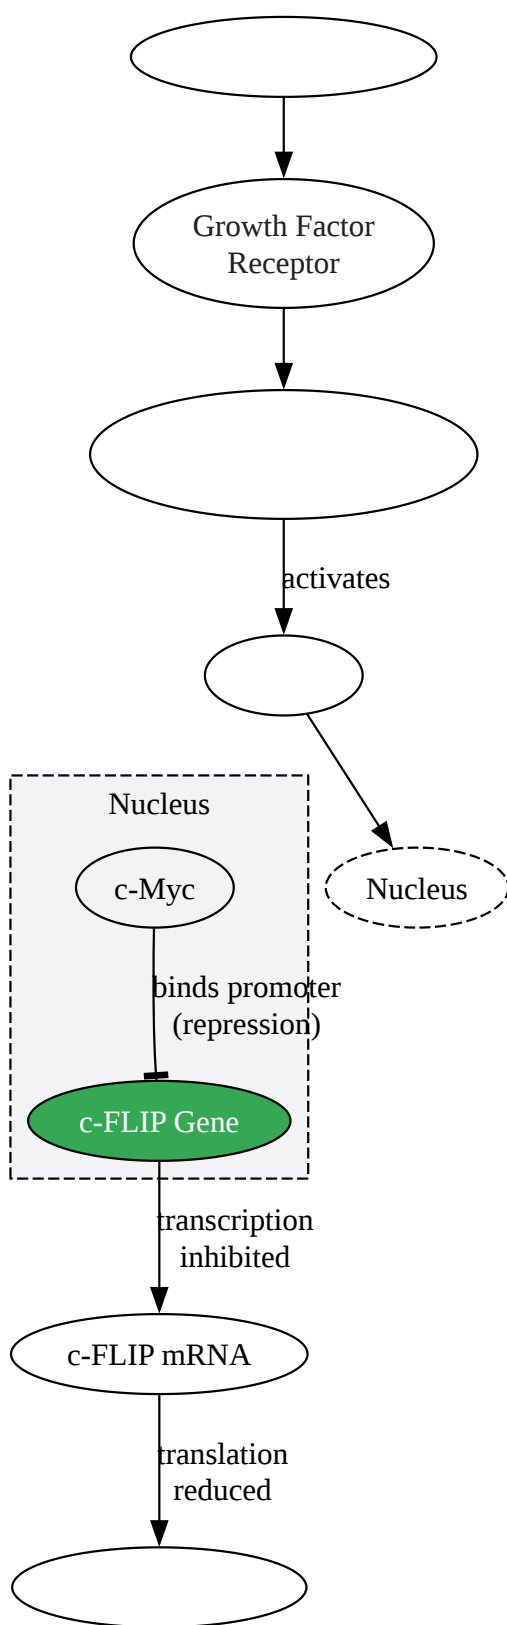 Growth Factor
Receptor
activates
Nucleus
c-Myc
Nucleus
binds promoter
(repression)
c-FLIP Gene
transcription
inhibited
c-FLIP mRNA
translation
reduced